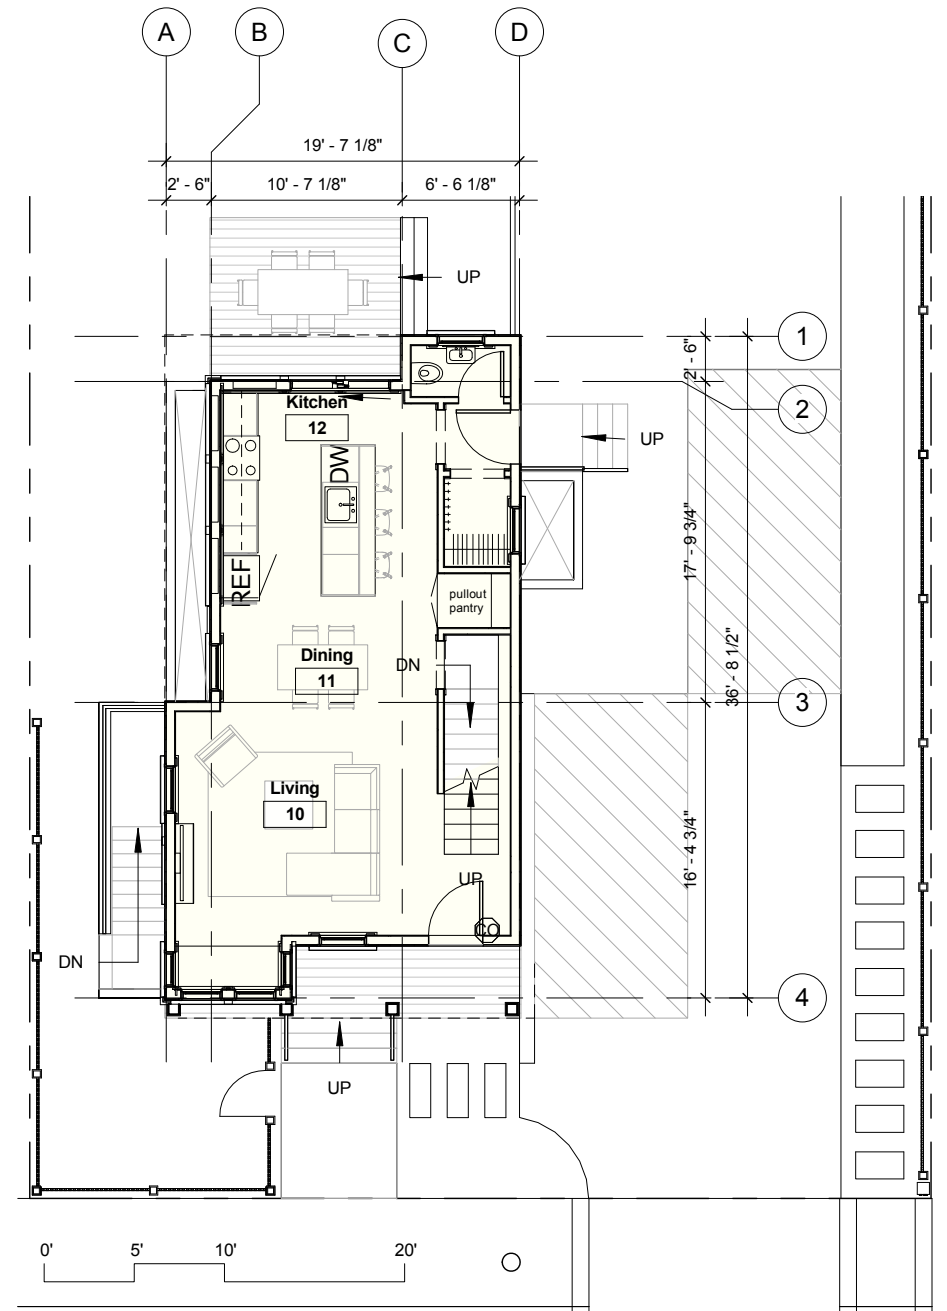 A
B
C
D
19' - 7 1/8"
2' - 6"
10' - 7 1/8"
6' - 6 1/8"
UP
1
2' - 6"
2
Kitchen
12
UP
DW
REF
17' - 9 3/4"
pullout
pantry
36' - 8 1/2"
Dining
11
DN
3
Living
10
16' - 4 3/4"
UP
CO
DN
4
UP
0'
5'
10'
20'